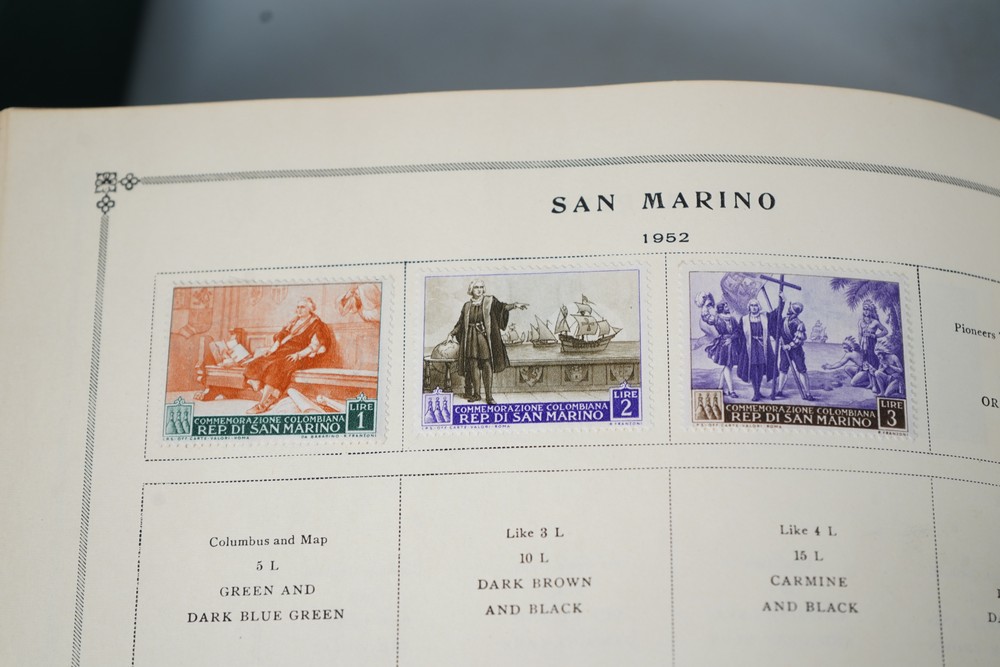 SAN MARINO
1952
LIRE
1
COMMEMORAZIONE COLOMBIANA
REP. DI SAN MARINO
LIRE
2
COMMEMORAZIONE COLOMBIANA
REP. DI SAN MARINO
LIRE
3
COMMEMORAZIONE COLOMBIANA
REP. DI SAN MARINO
Pioneers
OR
Columbus and Map
5 L
GREEN AND
DARK BLUE GREEN
Like 3 L
10 L
DARK BROWN
AND BLACK
Like 4 L
15 L
CARMINE
AND BLACK